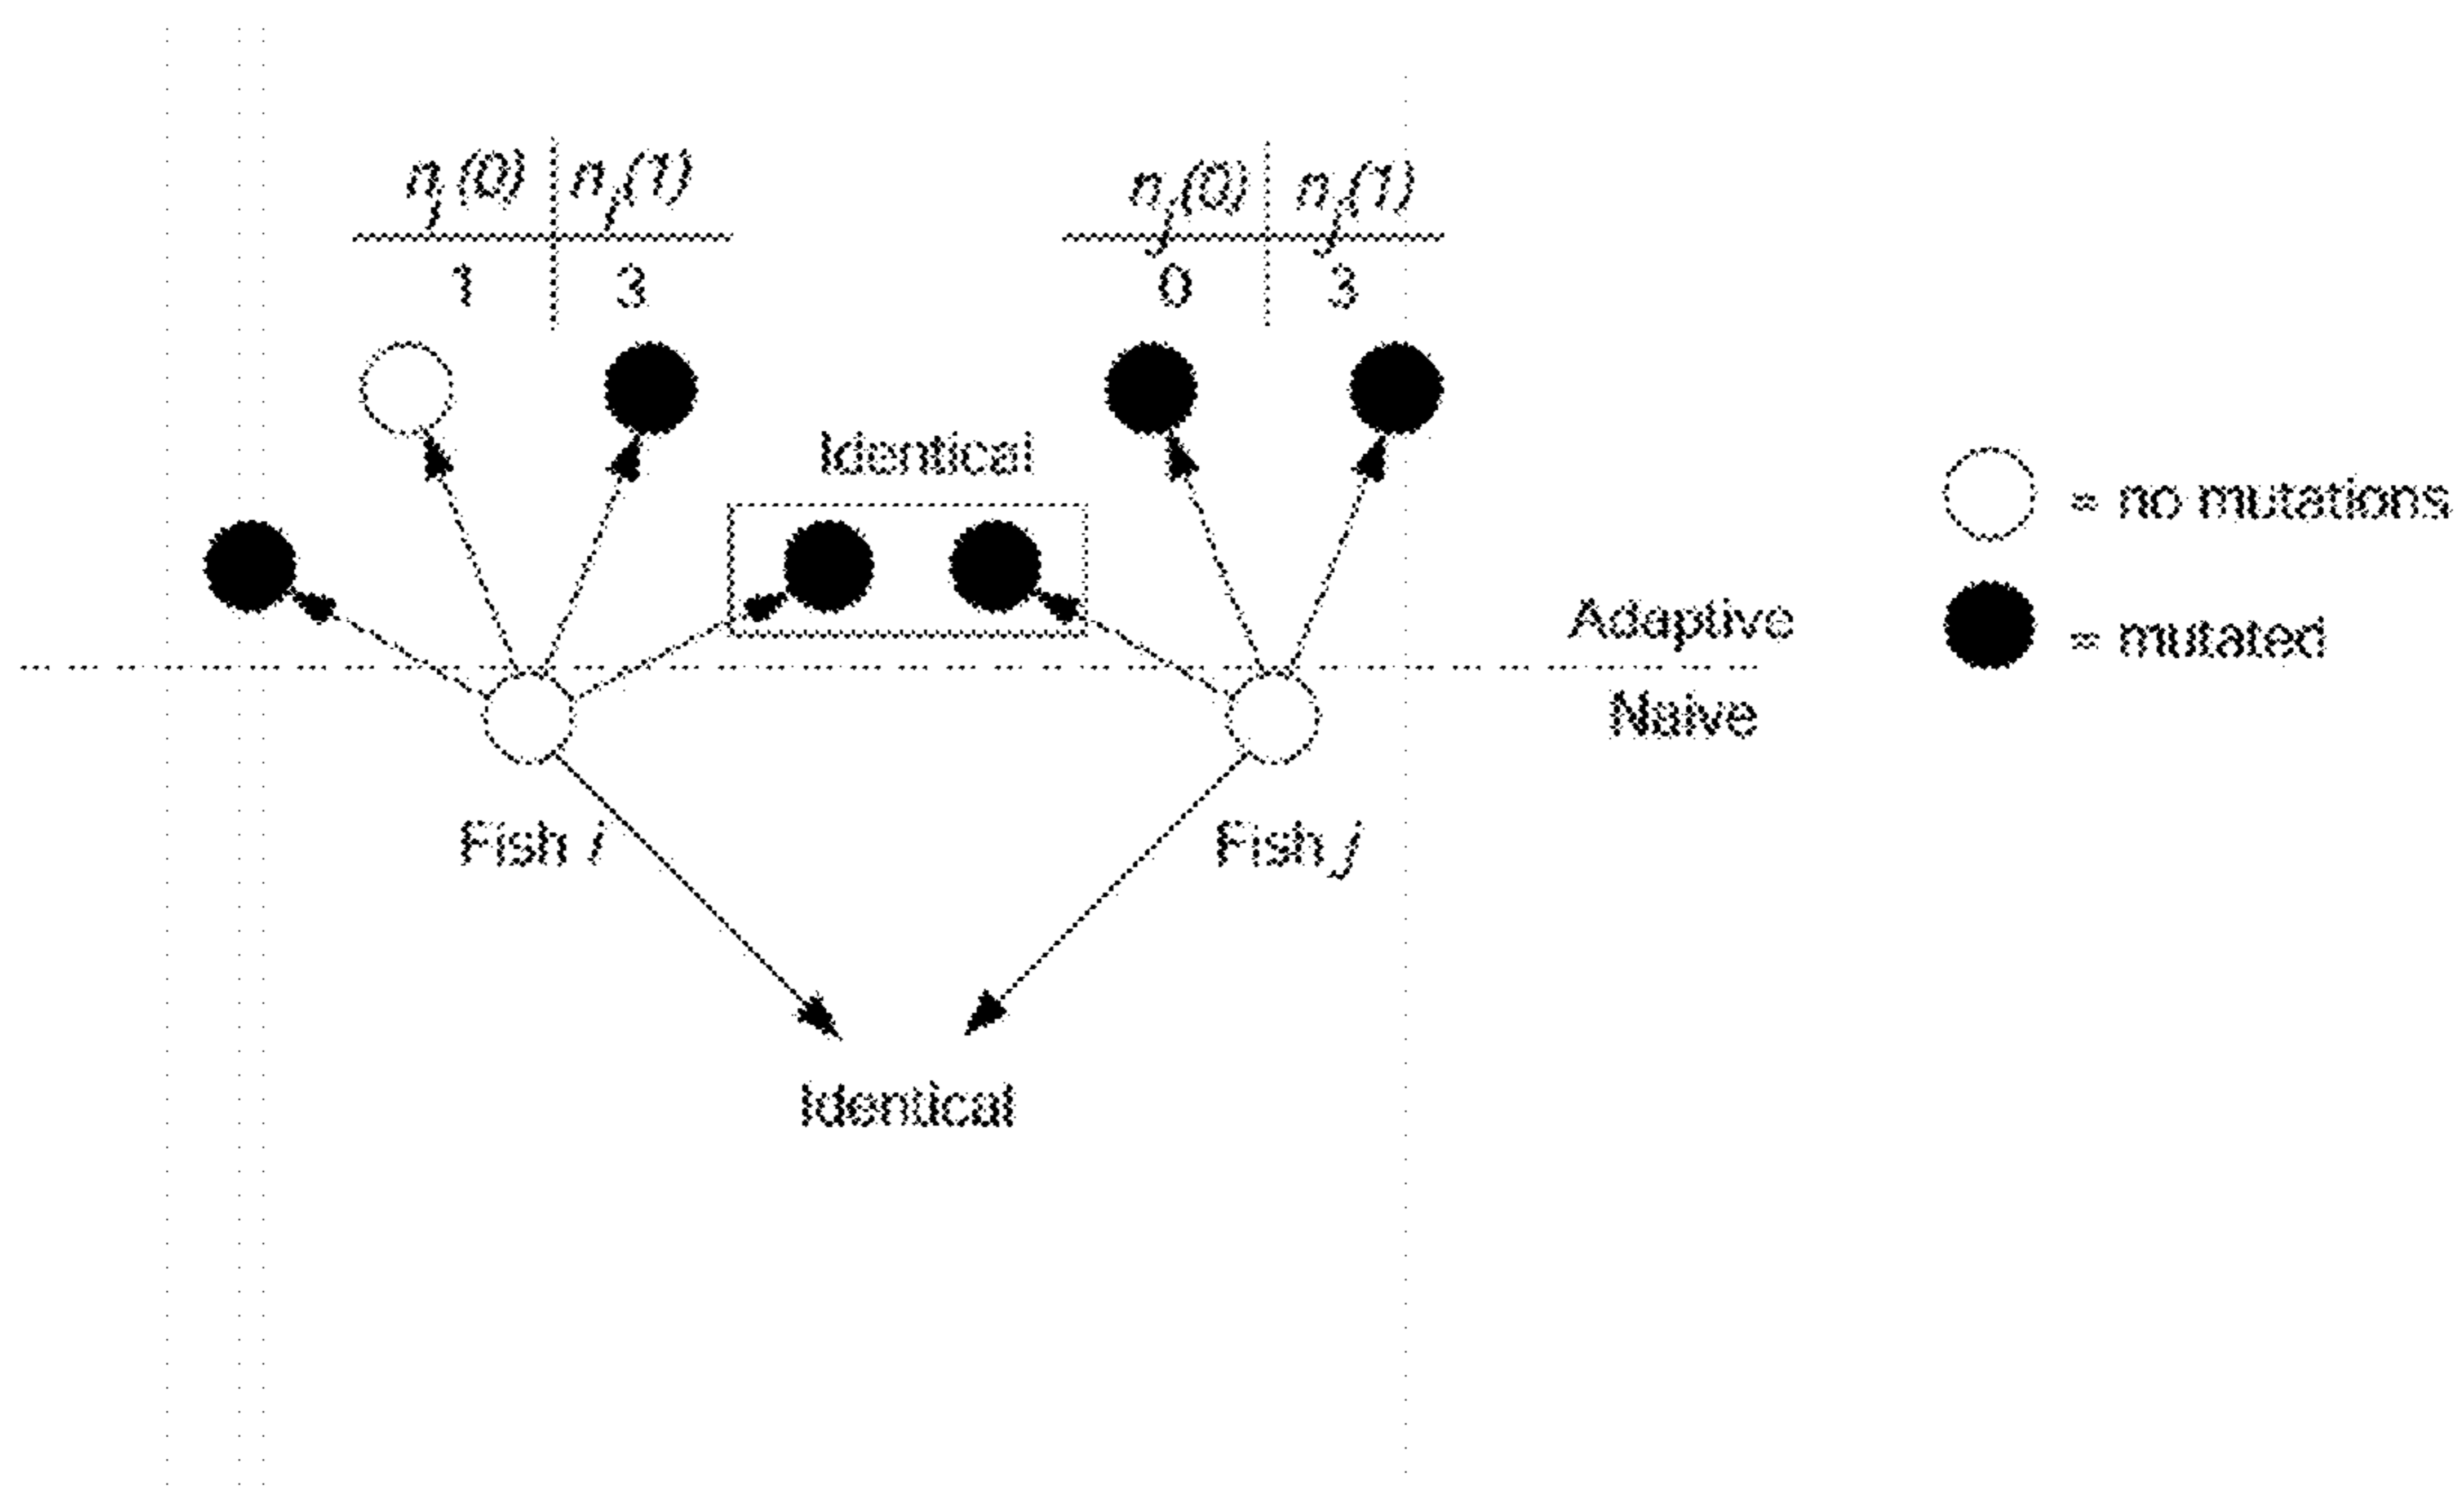 n_i(0) n_i(1)
1 3
n_j(0) n_j(1)
0 3
Identical
= no mutations
Adaptive
= mutated
Naive
Fish i
Fish j
Identical